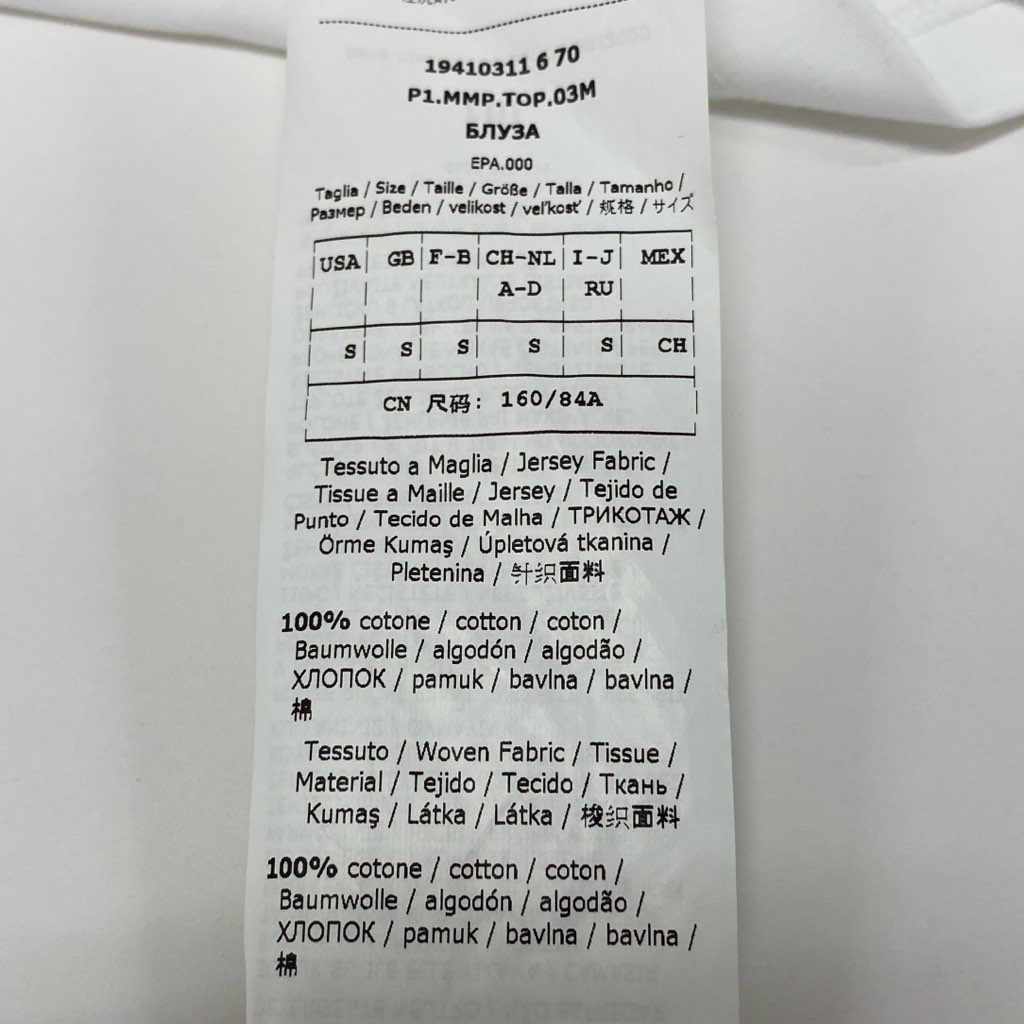 19410311 6 70
P1.MMP.TOP.03M
БЛУЗА
EPA.000
Taglia / Size / Taille / Größe / Talla / Tamanho /
Размер / Beden / velikost / veľkosť / 规格 / サイズ
USA GB F-B CH-NL I-J MEX
A-D RU
S S S S S CH
CN 尺码: 160/84A
Tessuto a Maglia / Jersey Fabric /
Tissue a Maille / Jersey / Tejido de
Punto / Tecido de Malha / ТРИКОТАЖ /
Örme Kumaş / Úpletová tkanina /
Pletenina / 针织面料
100% cotone / cotton / coton /
Baumwolle / algodón / algodão /
ХЛОПОК / pamuk / bavlna / bavlna /
棉
Tessuto / Woven Fabric / Tissue /
Material / Tejido / Tecido / Ткань /
Kumaş / Látka / Látka / 梭织面料
100% cotone / cotton / coton /
Baumwolle / algodón / algodão /
ХЛОПОК / pamuk / bavlna / bavlna /
棉